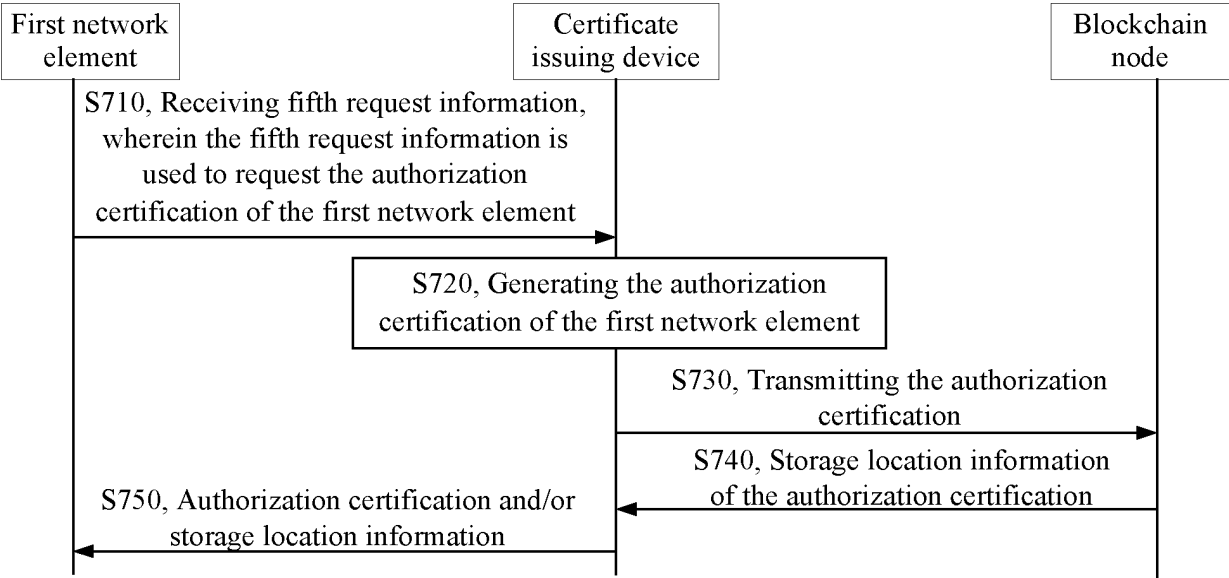 First network
element
Certificate
issuing device
Blockchain
node
S710, Receiving fifth request information,
wherein the fifth request information is
used to request the authorization
certification of the first network element
S720, Generating the authorization
certification of the first network element
S730, Transmitting the authorization
certification
S740, Storage location information
of the authorization certification
S750, Authorization certification and/or
storage location information